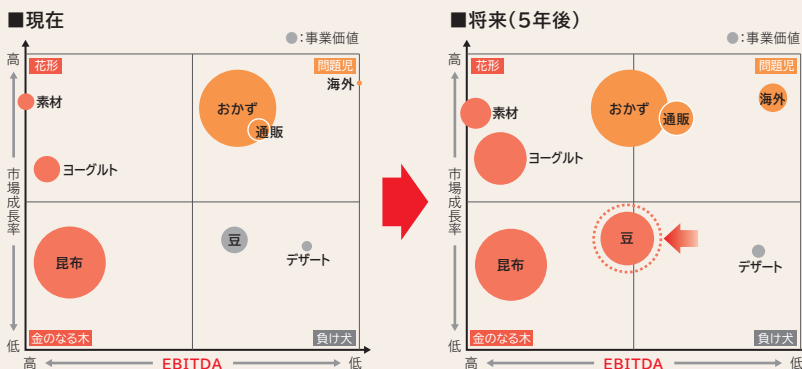 ■現在
●:事業価値
高
花形
問題児
海外
素材
おかず
通販
ヨーグルト
市場成長率
豆
昆布
デザート
金のなる木
負け犬
低
高
EBITDA
低
■将来(5年後)
●:事業価値
高
花形
問題児
海外
素材
おかず
通販
ヨーグルト
市場成長率
豆
昆布
デザート
金のなる木
負け犬
低
高
EBITDA
低